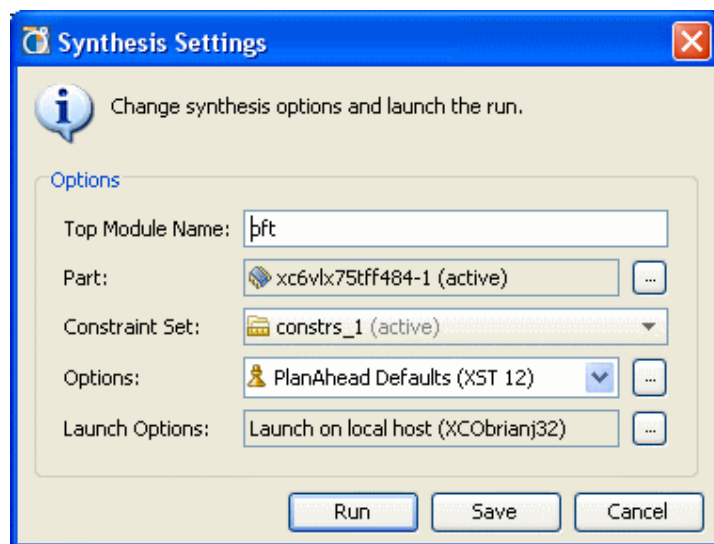 Synthesis Settings
Change synthesis options and launch the run.
Options
Top Module Name: bft
Part: xc6vlx75tff484-1 (active) ...
Constraint Set: constrs_1 (active)
Options: PlanAhead Defaults (XST 12) ...
Launch Options: Launch on local host (XCObrianj32) ...
Run Save Cancel